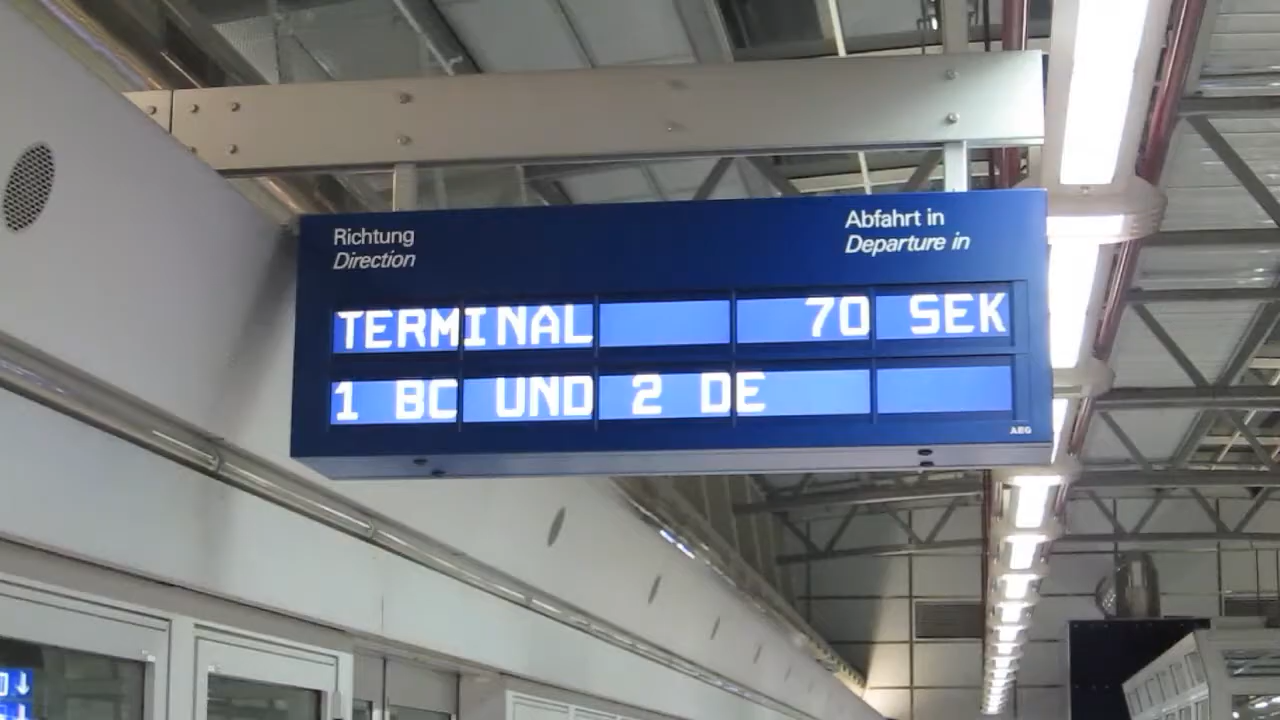 Richtung
Direction
Abfahrt in
Departure in
TERMINAL 70 SEK
1 BC UND 2 DE
AEG